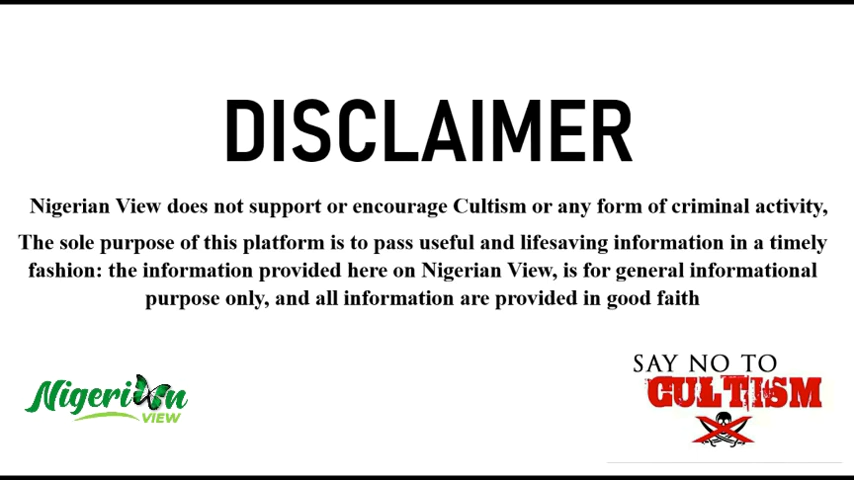 DISCLAIMER
Nigerian View does not support or encourage Cultism or any form of criminal activity,
The sole purpose of this platform is to pass useful and lifesaving information in a timely
fashion: the information provided here on Nigerian View, is for general informational
purpose only, and all information are provided in good faith
Nigerian
VIEW
SAY NO TO
CULTISM